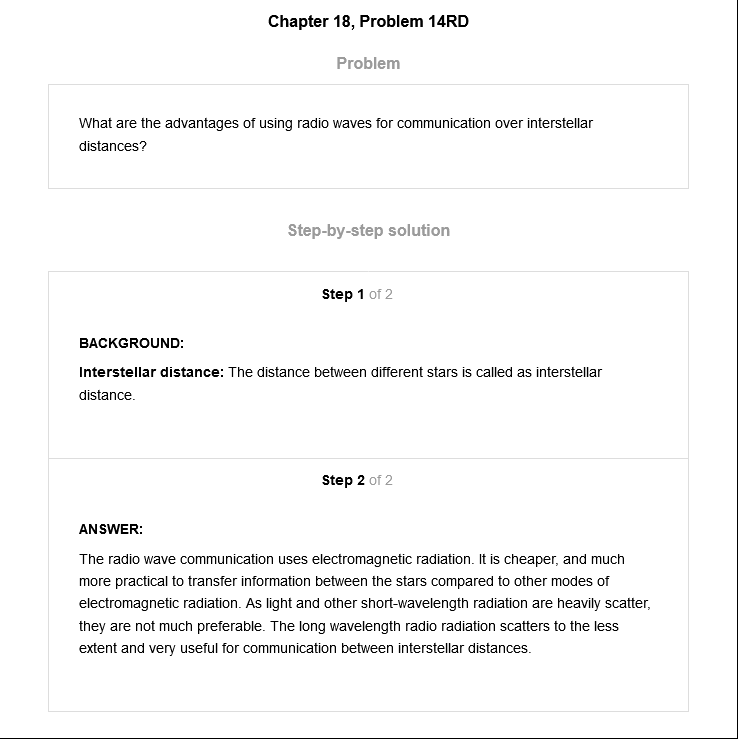 Chapter 18, Problem 14RD
Problem
What are the advantages of using radio waves for communication over interstellar
distances?
Step-by-step solution
Step 1 of 2
BACKGROUND:
Interstellar distance: The distance between different stars is called as interstellar
distance.
Step 2 of 2
ANSWER:
The radio wave communication uses electromagnetic radiation. It is cheaper, and much
more practical to transfer information between the stars compared to other modes of
electromagnetic radiation. As light and other short-wavelength radiation are heavily scatter,
they are not much preferable. The long wavelength radio radiation scatters to the less
extent and very useful for communication between interstellar distances.